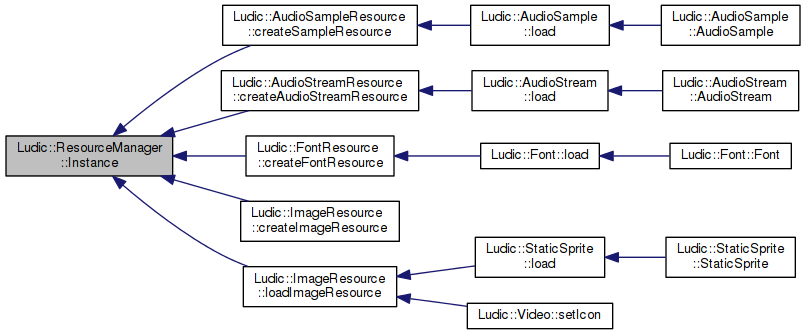 Ludic::AudioSampleResource
::createSampleResource
Ludic::AudioSample
::load
Ludic::AudioSample
::AudioSample
Ludic::AudioStreamResource
::createAudioStreamResource
Ludic::AudioStream
::load
Ludic::AudioStream
::AudioStream
Ludic::ResourceManager
::Instance
Ludic::FontResource
::createFontResource
Ludic::Font::load
Ludic::Font::Font
Ludic::ImageResource
::createImageResource
Ludic::ImageResource
::loadImageResource
Ludic::StaticSprite
::load
Ludic::StaticSprite
::StaticSprite
Ludic::Video::setIcon